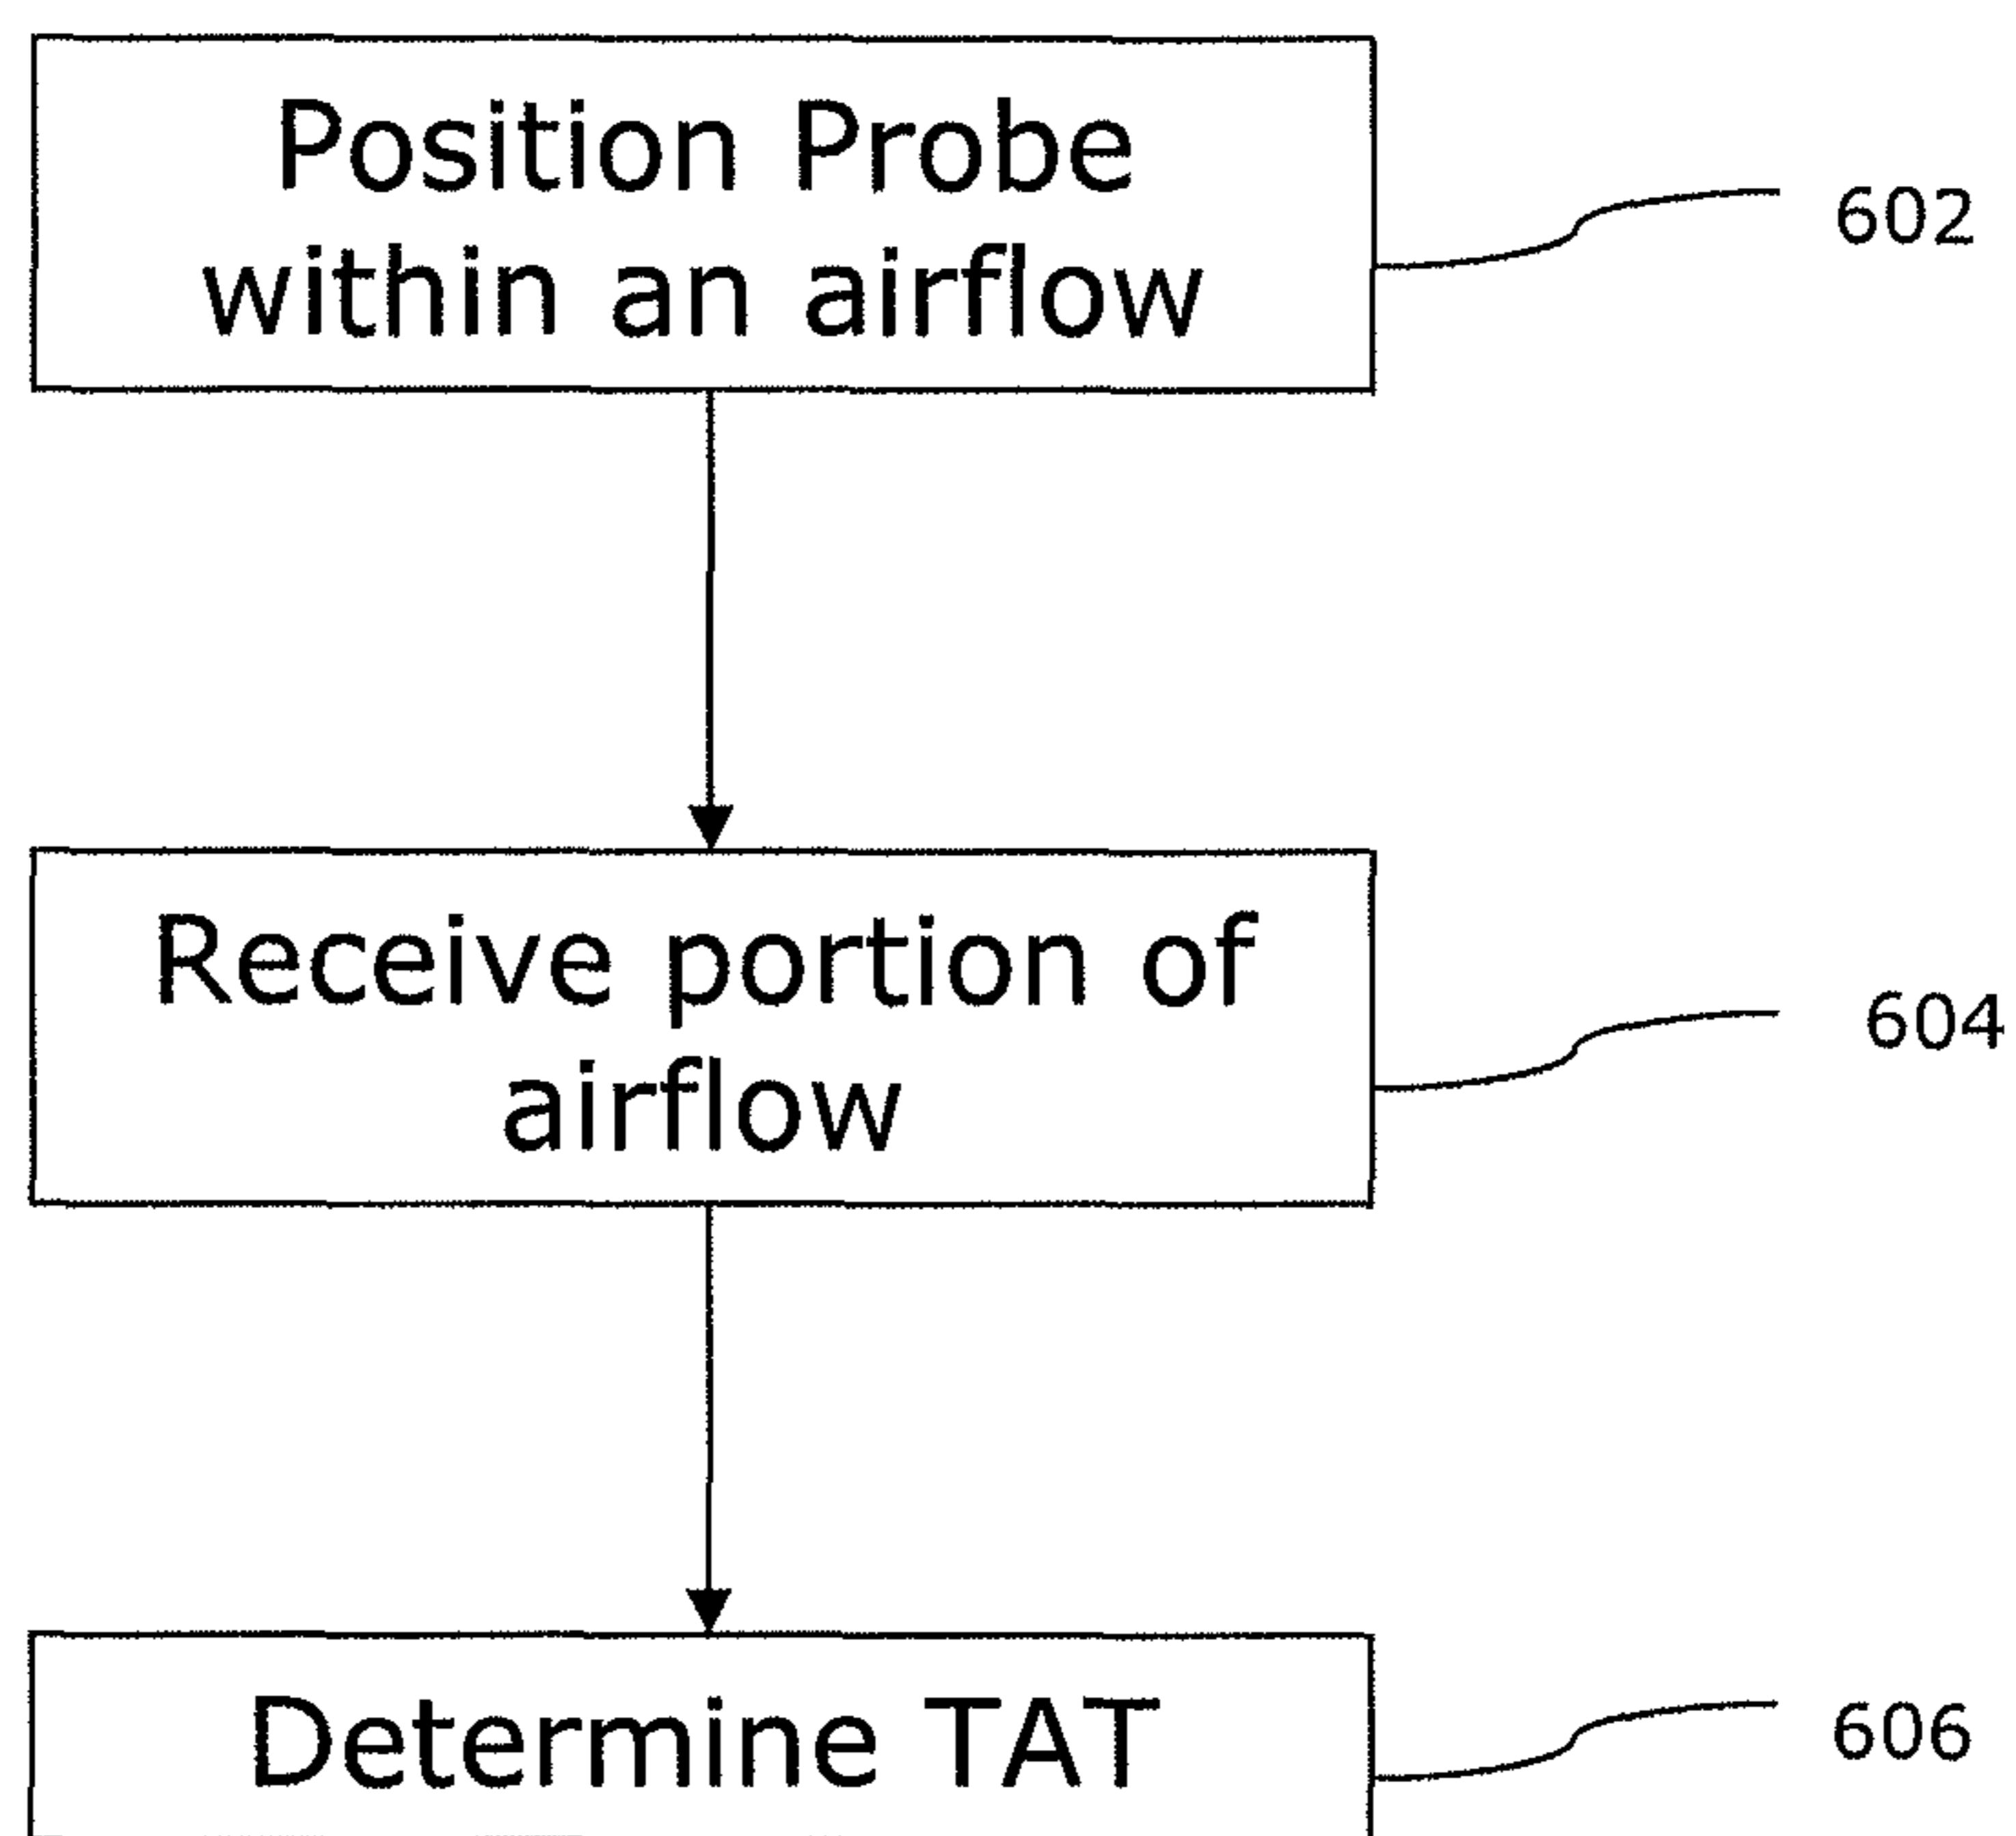 Position Probe
within an airflow
602
Receive portion of
airflow
604
Determine TAT
606